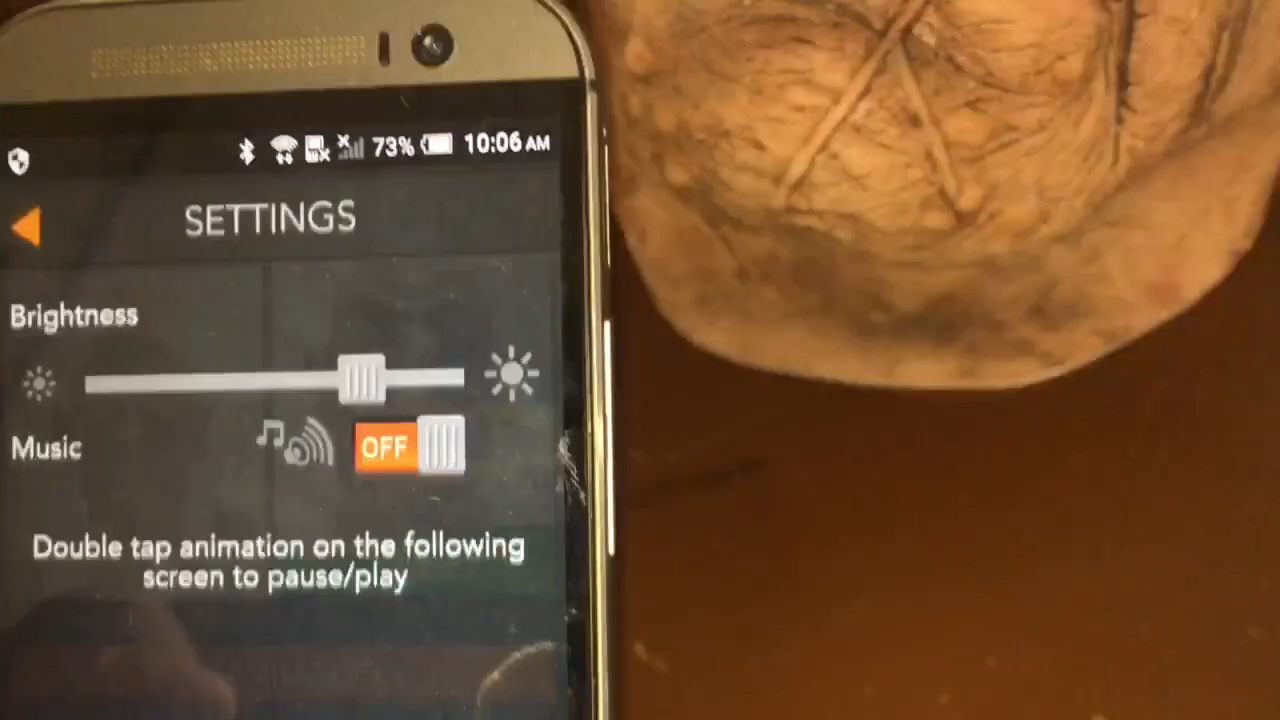 73% 10:06 AM
SETTINGS
Brightness
Music OFF
Double tap animation on the following
screen to pause/play